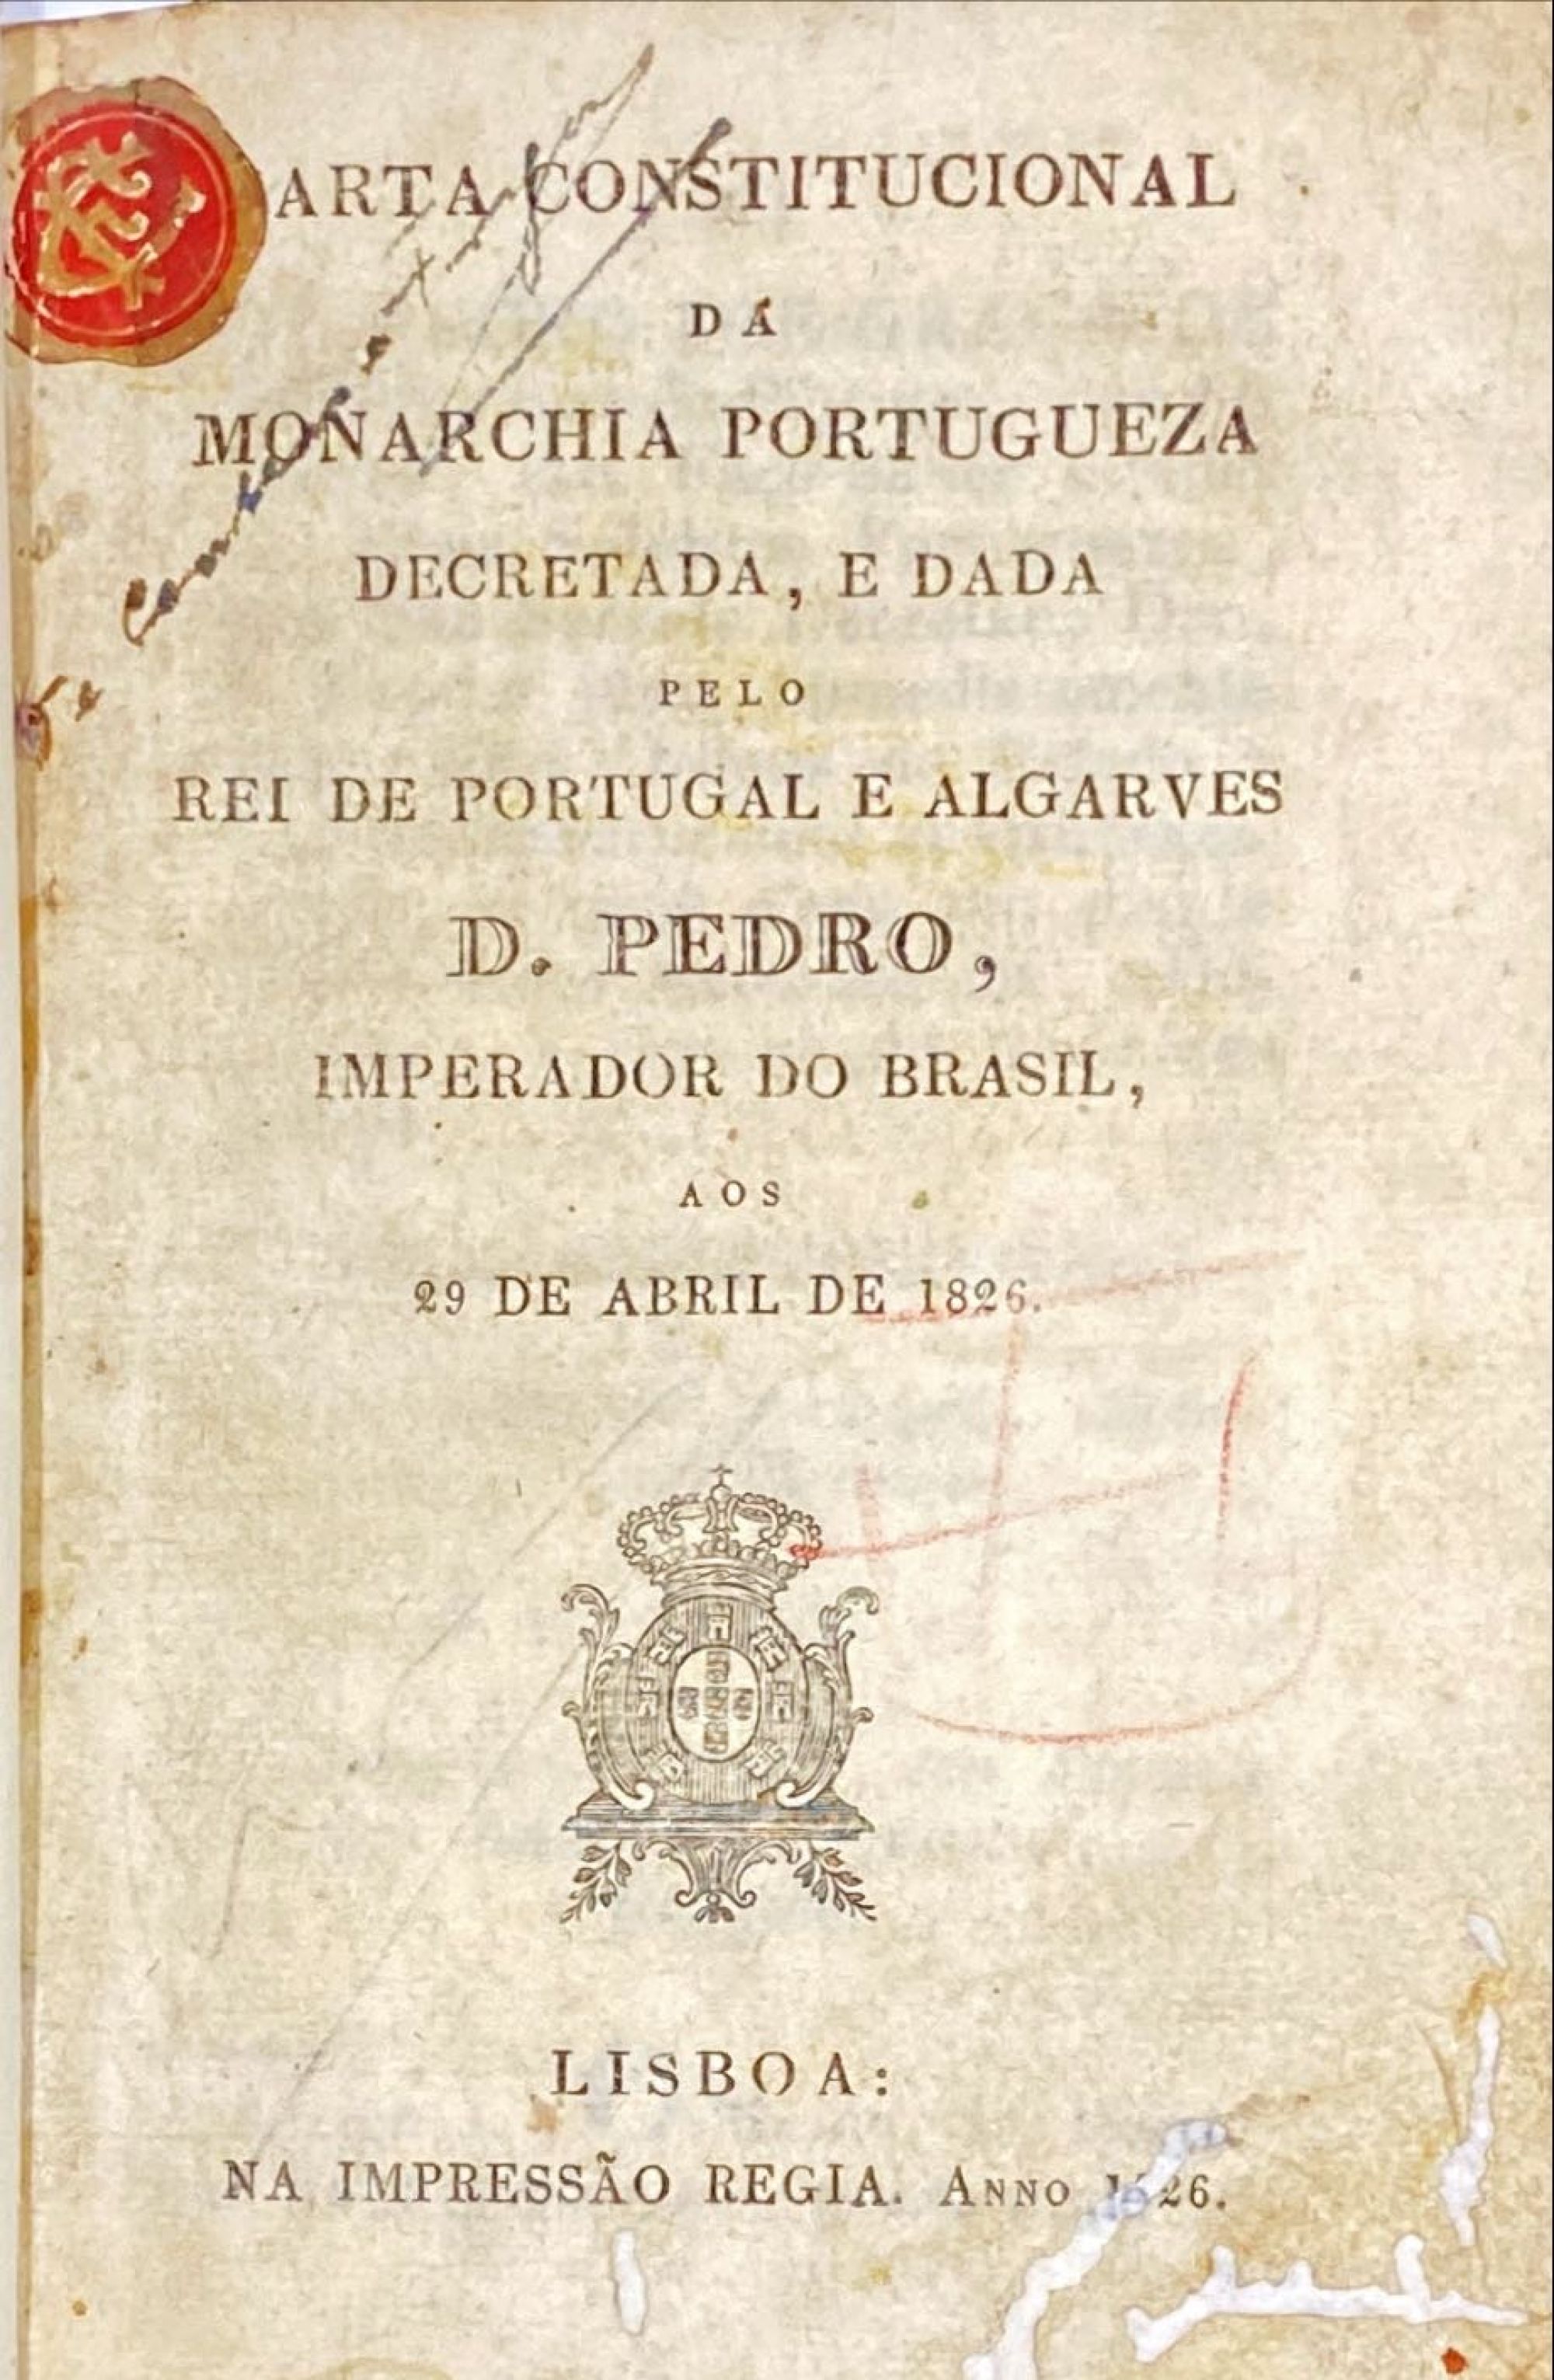 ARTA CONSTITUCIONAL
DA
MONARCHIA PORTUGUEZA
DECRETADA, E DADA
PELO
REI DE PORTUGAL E ALGARVES
D. PEDRO,
IMPERADOR DO BRASIL,
AOS
29 DE ABRIL DE 1826.
LISBOA:
NA IMPRESSÃO REGIA. ANNO 1826.